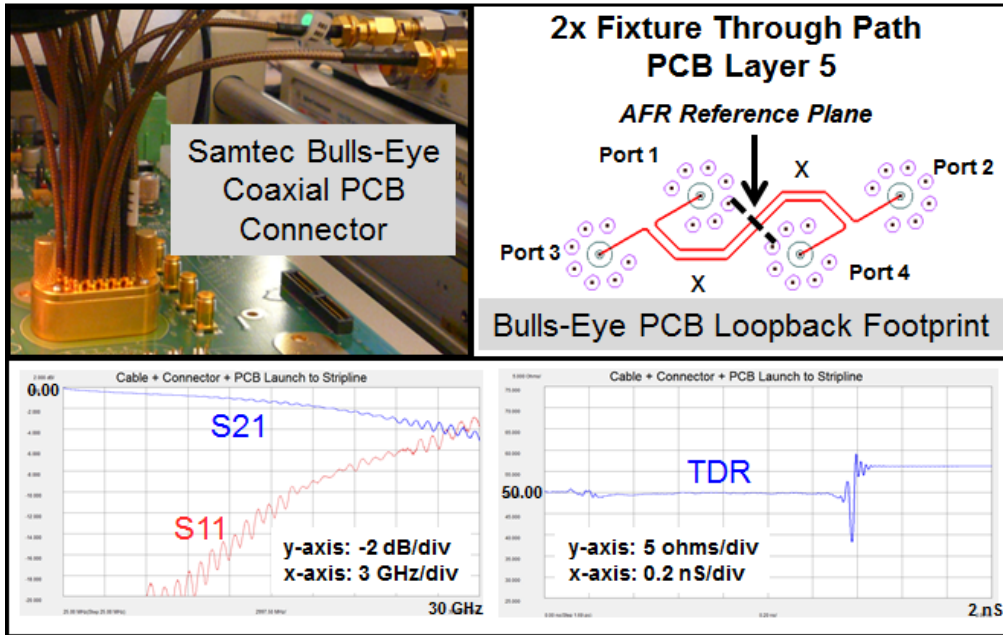 Samtec Bulls-Eye
Coaxial PCB
Connector
2x Fixture Through Path
PCB Layer 5
AFR Reference Plane
Port 1
X
Port 2
Port 3
X
Port 4
Bulls-Eye PCB Loopback Footprint
Cable + Connector + PCB Launch to Stripline
0.00
S21
S11
y-axis: -2 dB/div
x-axis: 3 GHz/div
30 GHz
Cable + Connector + PCB Launch to Stripline
50.00
TDR
y-axis: 5 ohms/div
x-axis: 0.2 nS/div
2 nS